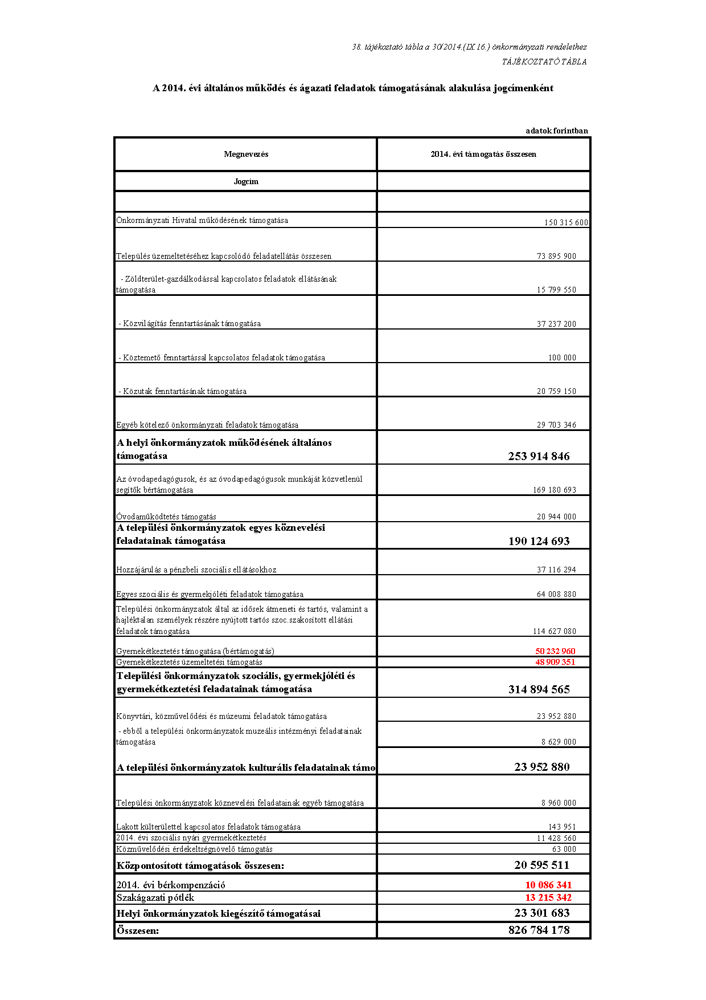 38. tájékoztató tábla a 30/2014.(IX.16.) önkormányzati rendelethez
TÁJÉKOZTATÓ TÁBLA
A 2014. évi általános működés és ágazati feladatok támogatásának alakulása jogcímenként
adatok forintban
Megnevezés 2014. évi támogatás összesen
Jogcím
Önkormányzati Hivatal működésének támogatása 150 315 600
Település üzemeltetéséhez kapcsolódó feladatellátás összesen 73 895 900
- Zöldterület-gazdálkodással kapcsolatos feladatok ellátásának
támogatása 15 799 550
- Közvilágítás fenntartásának támogatása 37 237 200
- Köztemető fenntartással kapcsolatos feladatok támogatása 100 000
- Közutak fenntartásának támogatása 20 759 150
Egyéb kötelező önkormányzati feladatok támogatása 29 703 346
A helyi önkormányzatok működésének általános
támogatása 253 914 846
Az óvodapedagógusok, és az óvodapedagógusok munkáját közvetlenül
segítők bértámogatása 169 180 693
Óvodaműködtetés támogatás 20 944 000
A települési önkormányzatok egyes köznevelési
feladatainak támogatása 190 124 693
Hozzájárulás a pénzbeli szociális ellátásokhoz 37 116 294
Egyes szociális és gyermekjóléti feladatok támogatása 64 008 880
Települési önkormányzatok által az idősek átmeneti és tartós, valamint a
hajléktalan személyek részére nyújtott tartós szoc.szakosított ellátási
feladatok támogatása 114 627 080
Gyernekétkeztetés támogatása (bértámogatás) 50 232 960
Gyernekétkeztetés üzemeltetési támogatás 48 909 351
Települési önkormányzatok szociális, gyermekjóléti és
gyermekétkeztetési feladatainak támogatása 314 894 565
Könyvtári, közművelődési és múzeumi feladatok támogatása 23 952 880
- ebből a települési önkormányzatok muzeális intézményi feladatainak
támogatása 8 629 000
A települési önkormányzatok kulturális feladatainak támo 23 952 880
Települési önkormányzatok köznevelési feladatainak egyéb támogatása 8 960 000
Lakott külterülettel kapcsolatos feladatok támogatása 143 951
2014. évi szociális nyári gyermekétkeztetés 11 428 560
Közművelődési érdekeltségnövelő támogatás 63 000
Központosított támogatások összesen: 20 595 511
2014. évi bérkompenzáció 10 086 341
Szakágazati pótlék 13 215 342
Helyi önkormányzatok kiegészítő támogatásai 23 301 683
Összesen: 826 784 178